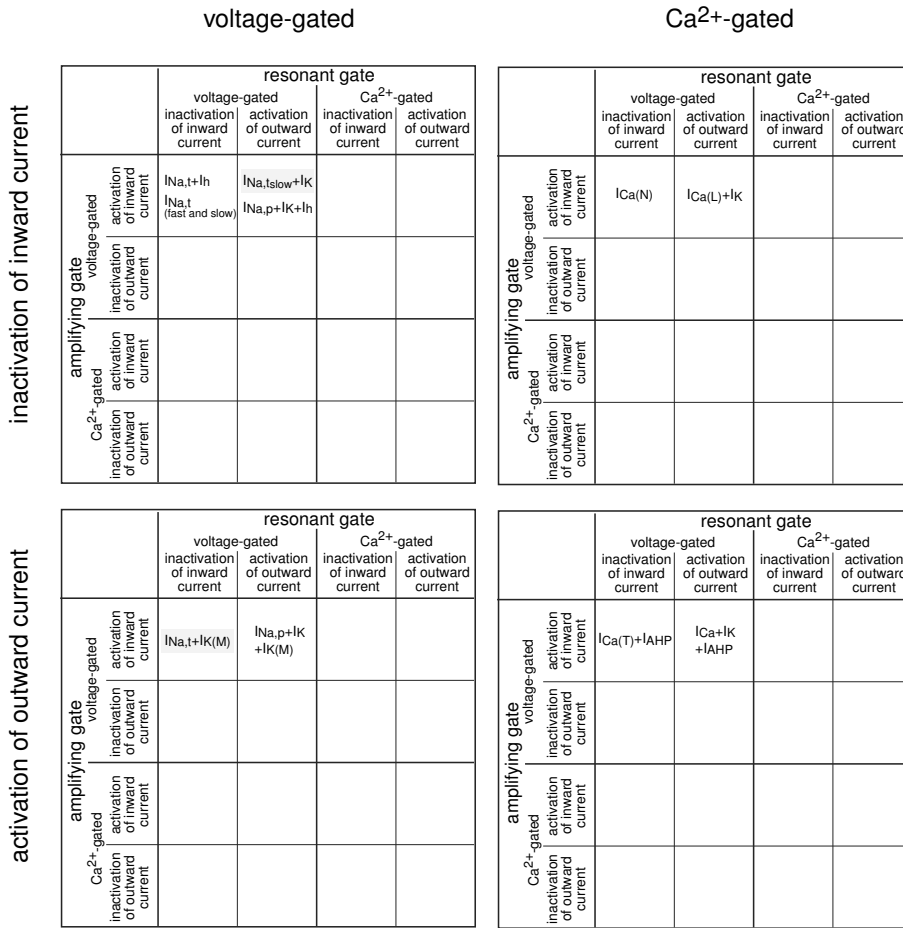 voltage-gated
Ca2+-gated
inactivation of inward current
activation of outward current
resonant gate
voltage-gated
Ca2+-gated
inactivation of inward current
activation of outward current
inactivation of inward current
activation of outward current
amplifying gate
voltage-gated
Ca2+-gated
activation of inward current
inactivation of outward current
activation of inward current
inactivation of outward current
INa,t+Ih
INa,t
(fast and slow)
INa,tslow+IK
INa,p+IK+Ih
resonant gate
voltage-gated
Ca2+-gated
inactivation of inward current
activation of outward current
inactivation of inward current
activation of outward current
amplifying gate
voltage-gated
Ca2+-gated
activation of inward current
inactivation of outward current
activation of inward current
inactivation of outward current
ICa(N)
ICa(L)+IK
resonant gate
voltage-gated
Ca2+-gated
inactivation of inward current
activation of outward current
inactivation of inward current
activation of outward current
amplifying gate
voltage-gated
Ca2+-gated
activation of inward current
inactivation of outward current
activation of inward current
inactivation of outward current
INa,t+IK(M)
INa,p+IK
+IK(M)
resonant gate
voltage-gated
Ca2+-gated
inactivation of inward current
activation of outward current
inactivation of inward current
activation of outward current
amplifying gate
voltage-gated
Ca2+-gated
activation of inward current
inactivation of outward current
activation of inward current
inactivation of outward current
ICa(T)+IAHP
ICa+IK
+IAHP